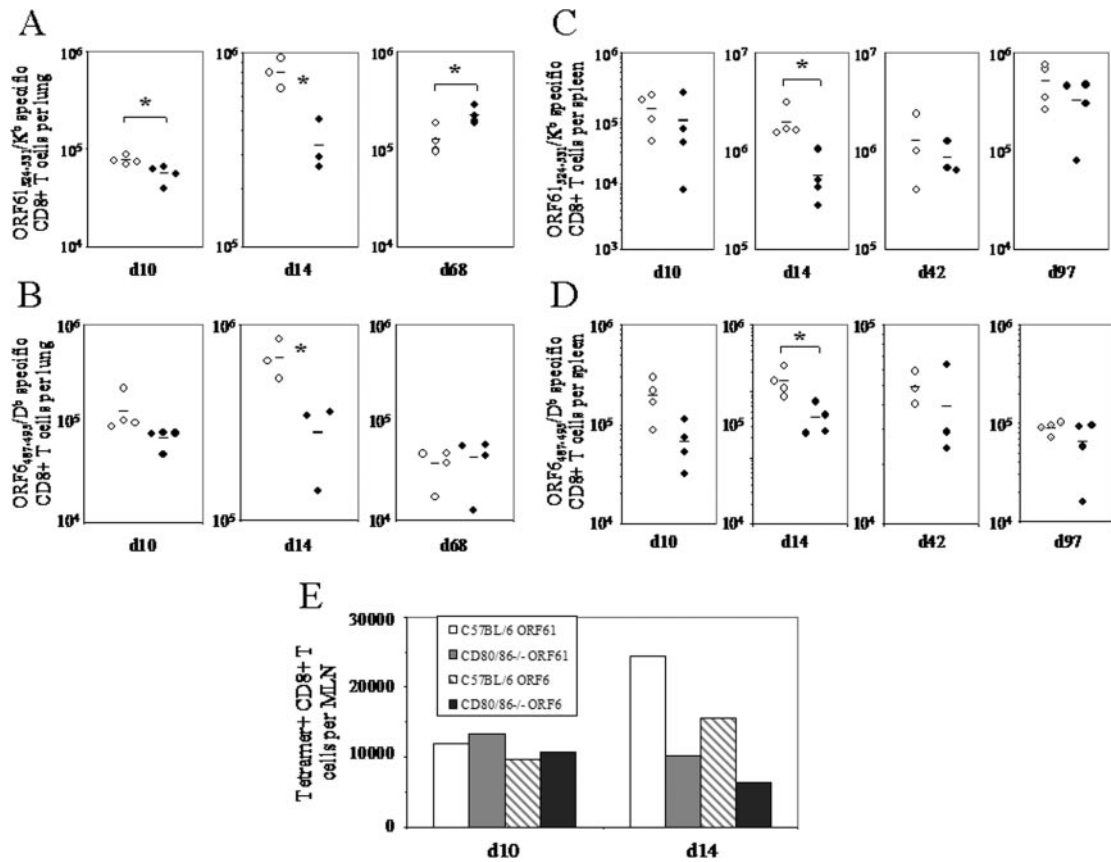 A
ORF61₅₂₄₋₅₃₁/Kᵇ specific
CD8+ T cells per lung
10⁶
10⁵
10⁴
*
d10
10⁶
10⁵
*
d14
10⁶
10⁵
10⁴
*
d68
C
ORF61₅₂₄₋₅₃₁/Kᵇ specific
CD8+ T cells per spleen
10⁶
10⁵
10⁴
10³
d10
10⁷
10⁶
10⁵
*
d14
10⁷
10⁶
10⁵
d42
10⁶
10⁵
10⁴
d97
B
ORF6₄₈₇₋₄₉₅/Dᵇ specific
CD8+ T cells per lung
10⁶
10⁵
10⁴
d10
10⁶
10⁵
*
d14
10⁶
10⁵
10⁴
d68
D
ORF6₄₈₇₋₄₉₅/Dᵇ specific
CD8+ T cells per spleen
10⁶
10⁵
10⁴
d10
10⁶
10⁵
10⁴
*
d14
10⁵
10⁴
d42
10⁶
10⁵
10⁴
d97
E
Tetramer+ CD8+ T
cells per MLN
30000
20000
10000
0
C57BL/6 ORF61
CD80/86-/- ORF61
C57BL/6 ORF6
CD80/86-/- ORF6
d10
d14